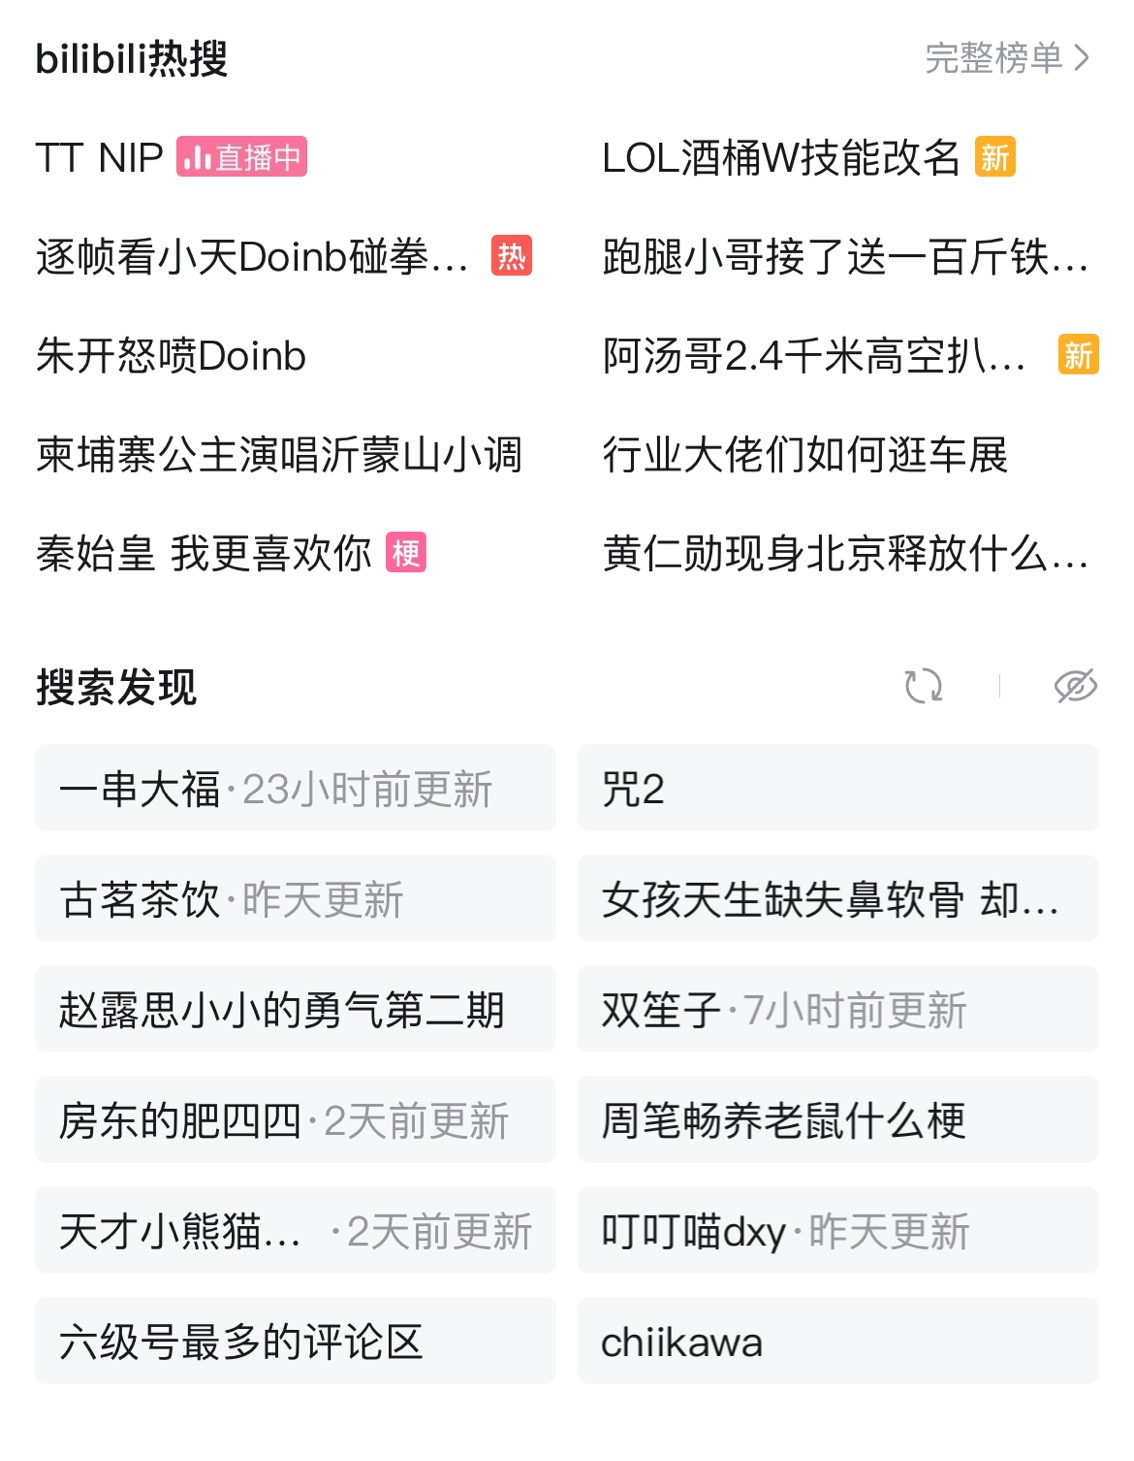 bilibili热搜
完整榜单
TT NIP 直播中
LOL酒桶W技能改名 新
逐帧看小天Doinb碰拳... 热
跑腿小哥接了送一百斤铁...
朱开怒喷Doinb
阿汤哥2.4千米高空扒... 新
柬埔寨公主演唱沂蒙山小调
行业大佬们如何逛车展
秦始皇 我更喜欢你 梗
黄仁勋现身北京释放什么...
搜索发现
一串大福·23小时前更新
咒2
古茗茶饮·昨天更新
女孩天生缺失鼻软骨 却...
赵露思小小的勇气第二期
双笙子·7小时前更新
房东的肥四四·2天前更新
周笔畅养老鼠什么梗
天才小熊猫... ·2天前更新
叮叮喵dxy·昨天更新
六级号最多的评论区
chiikawa